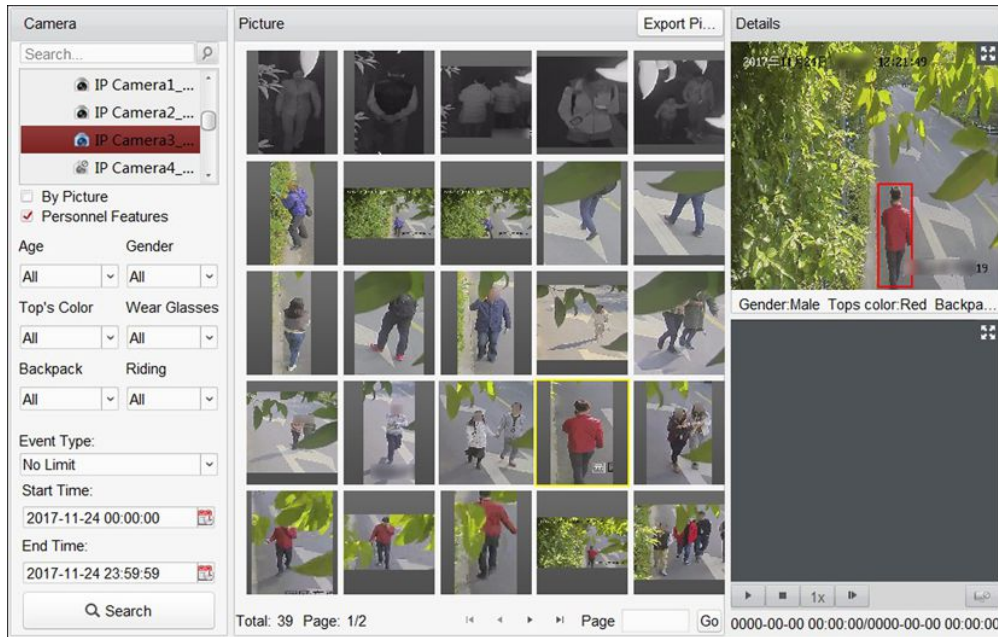 Camera
Search...
IP Camera1_...
IP Camera2_...
IP Camera3_...
IP Camera4_...
By Picture
Personnel Features
Age Gender
All All
Top's Color Wear Glasses
All All
Backpack Riding
All All
Event Type:
No Limit
Start Time:
2017-11-24 00:00:00
End Time:
2017-11-24 23:59:59
Search
Picture
Export Pi...
Total: 39 Page: 1/2
Page
Go
Details
12:21:49
19
Gender:Male Tops color:Red Backpa...
1x
0000-00-00 00:00:00/0000-00-00 00:00:00